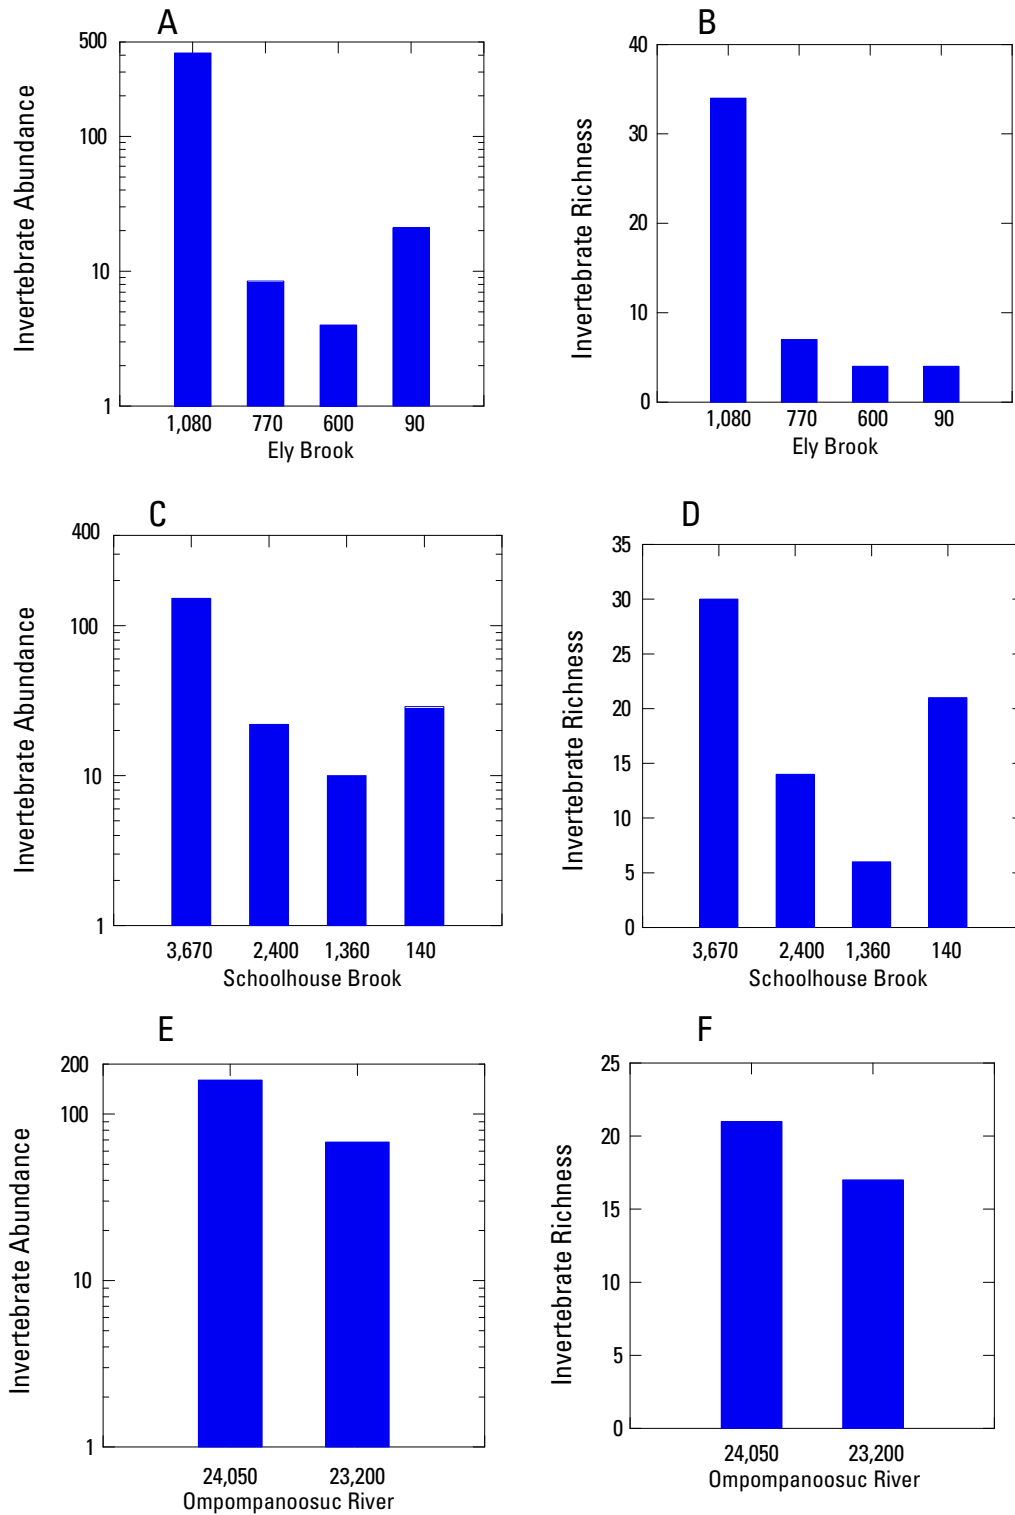 A
Invertebrate Abundance
500
100
10
1
1,080 770 600 90
Ely Brook
B
Invertebrate Richness
40
30
20
10
0
1,080 770 600 90
Ely Brook
C
Invertebrate Abundance
400
100
10
1
3,670 2,400 1,360 140
Schoolhouse Brook
D
Invertebrate Richness
35
30
25
20
15
10
5
0
3,670 2,400 1,360 140
Schoolhouse Brook
E
Invertebrate Abundance
200
100
10
1
24,050 23,200
Ompompanoosuc River
F
Invertebrate Richness
25
20
15
10
5
0
24,050 23,200
Ompompanoosuc River